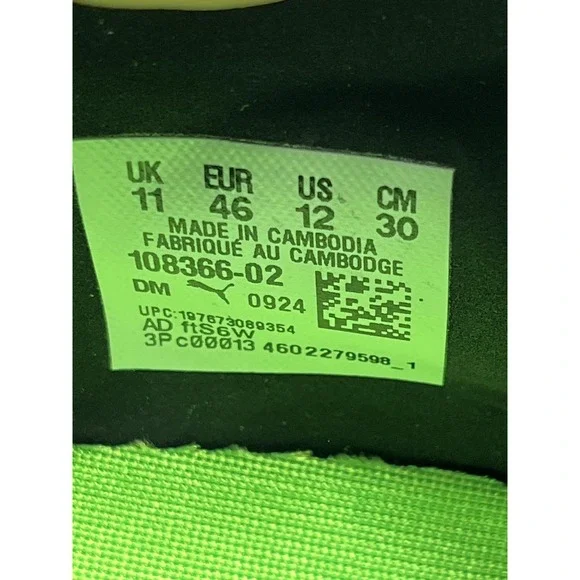 UK EUR US CM
11 46 12 30
MADE IN CAMBODIA
FABRIQUÉ AU CAMBODGE
108366-02
DM 0924
UPC:197673089354
AD ftS6W
3Pc00013 4602279598_1